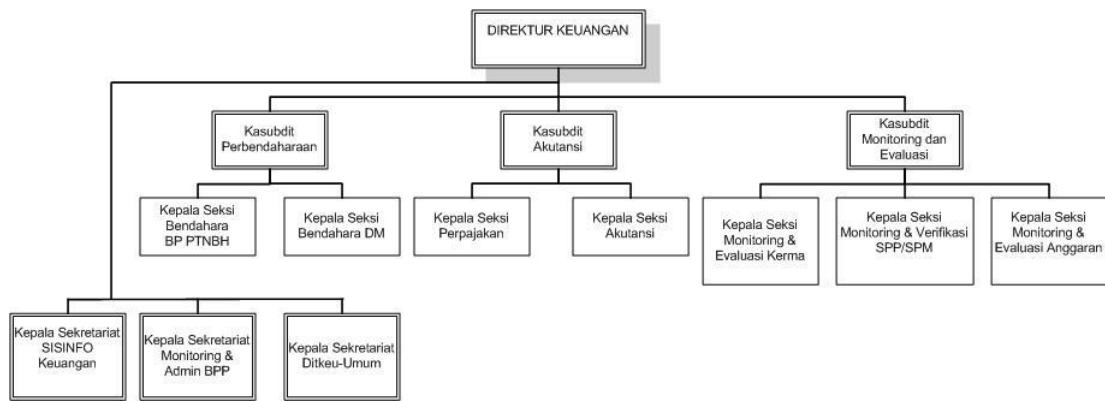 DIREKTUR KEUANGAN
Kasubdit
Perbendaharaan
Kasubdit
Akutansi
Kasubdit
Monitoring dan
Evaluasi
Kepala Seksi
Bendahara
BP PTNBH
Kepala Seksi
Bendahara DM
Kepala Seksi
Perpajakan
Kepala Seksi
Akutansi
Kepala Seksi
Monitoring &
Evaluasi Kerma
Kepala Seksi
Monitoring & Verifikasi
SPP/SPM
Kepala Seksi
Monitoring &
Evaluasi Anggaran
Kepala Sekretariat
SISINFO
Keuangan
Kepala Sekretariat
Monitoring &
Admin BPP
Kepala Sekretariat
Ditkeu-Umum